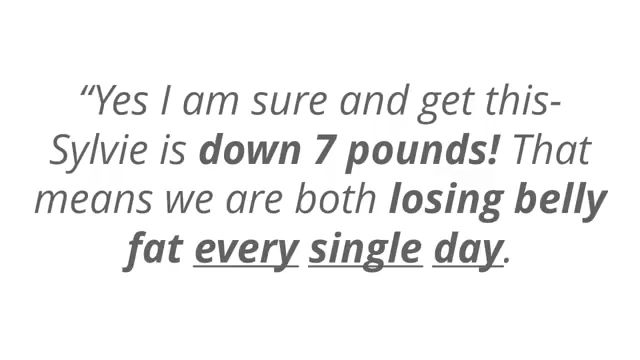 “Yes I am sure and get this-
Sylvie is down 7 pounds! That
means we are both losing belly
fat every single day.